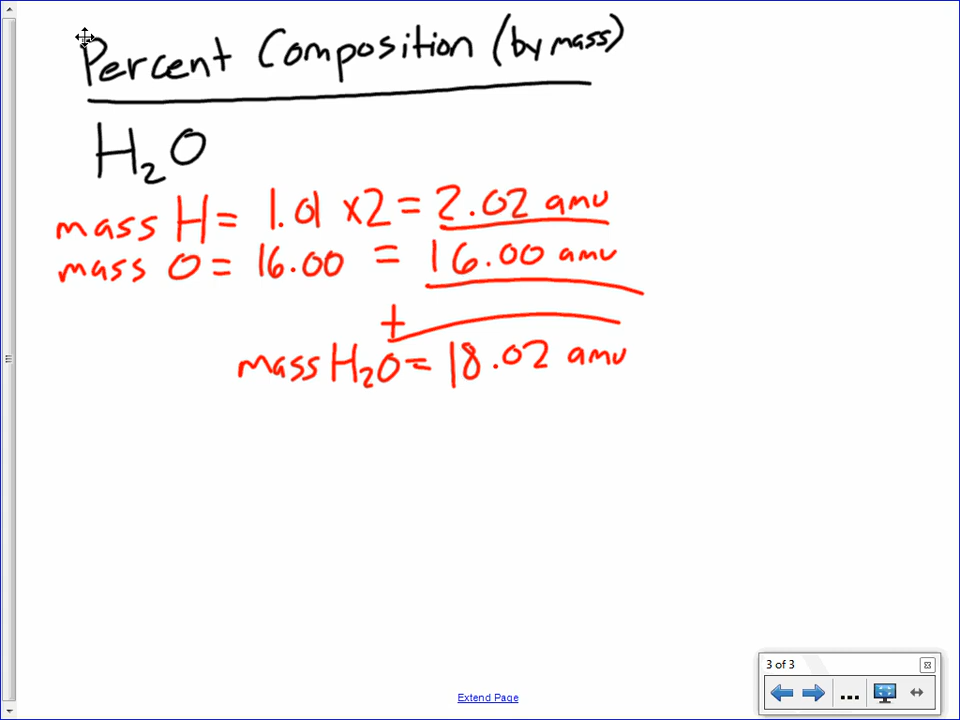 Percent Composition (by mass)
H₂O
mass H = 1.01 x2 = 2.02 amu
mass O = 16.00 = 16.00 amu
+
mass H₂O = 18.02 amu
3 of 3
...
Extend Page